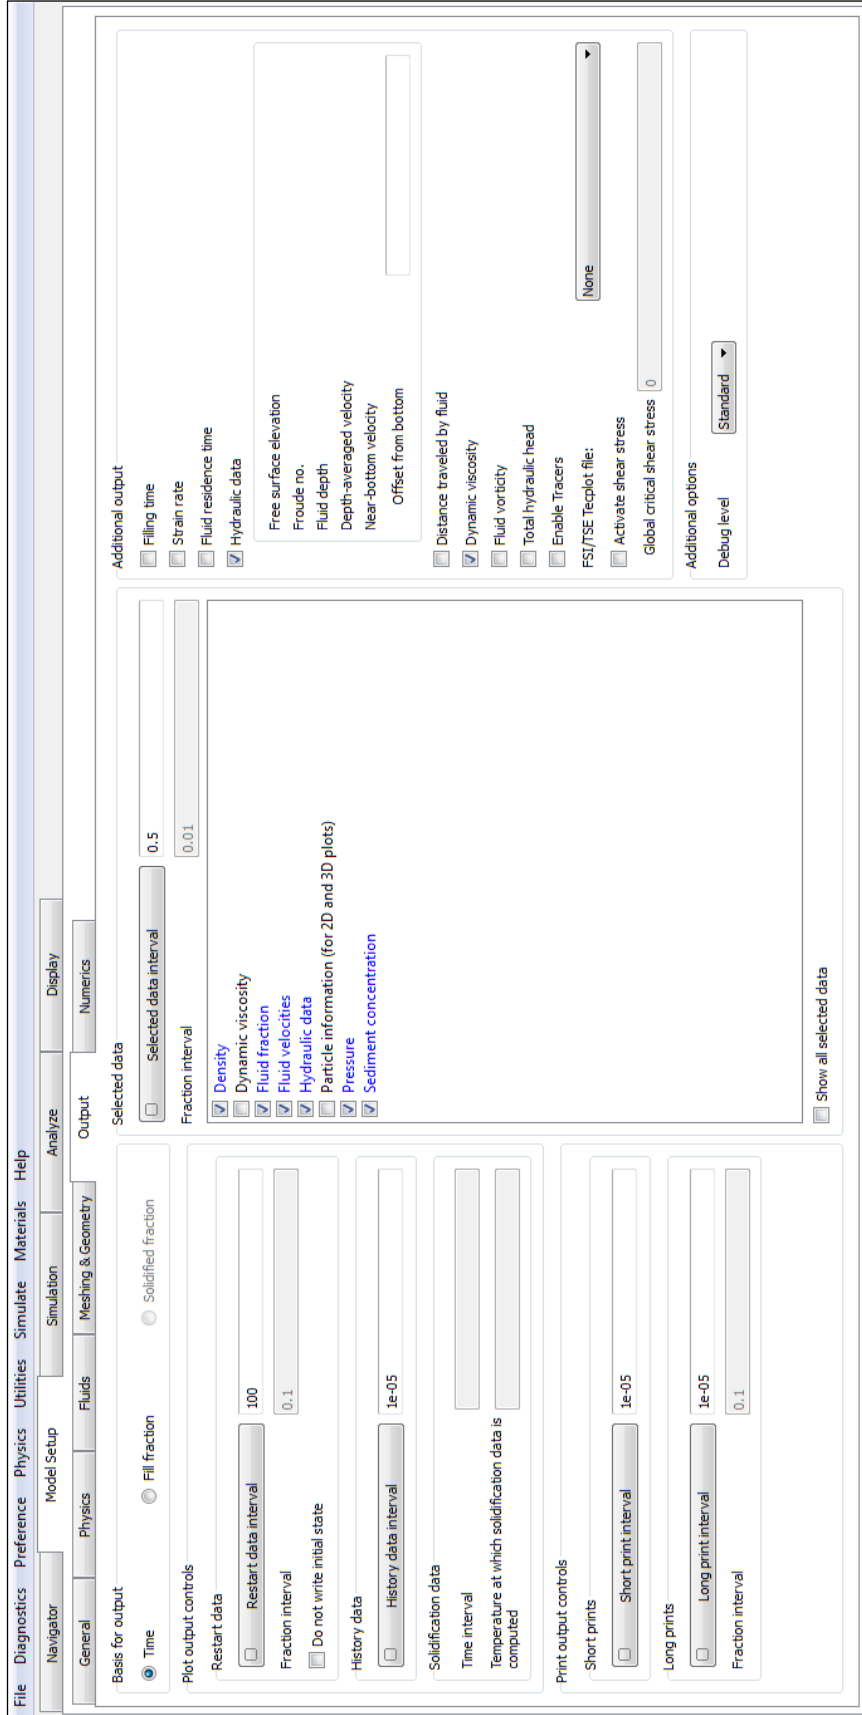 File Diagnostics Preference Physics Utilities Simulate Materials Help
Navigator Model Setup Simulation Analyze Display
General Physics Fluids Meshing & Geometry Output Numerics
Basis for output
Time Fill fraction Solidified fraction
Plot output controls
Restart data
Restart data interval 100
Fraction interval 0.1
Do not write initial state
History data
History data interval 1e-05
Solidification data
Time interval
Temperature at which solidification data is
computed
Print output controls
Short prints
Short print interval 1e-05
Long prints
Long print interval 1e-05
Fraction interval 0.1
Selected data
Selected data interval 0.5
Fraction interval 0.01
Density
Dynamic viscosity
Fluid fraction
Fluid velocities
Hydraulic data
Particle information (for 2D and 3D plots)
Pressure
Sediment concentration
Show all selected data
Additional output
Filling time
Strain rate
Fluid residence time
Hydraulic data
Free surface elevation
Froude no.
Fluid depth
Depth-averaged velocity
Near-bottom velocity
Offset from bottom
Distance traveled by fluid
Dynamic viscosity
Fluid vorticity
Total hydraulic head
Enable Tracers
FSI/TSE Tecplot file: None
Activate shear stress
Global critical shear stress 0
Additional options
Debug level Standard